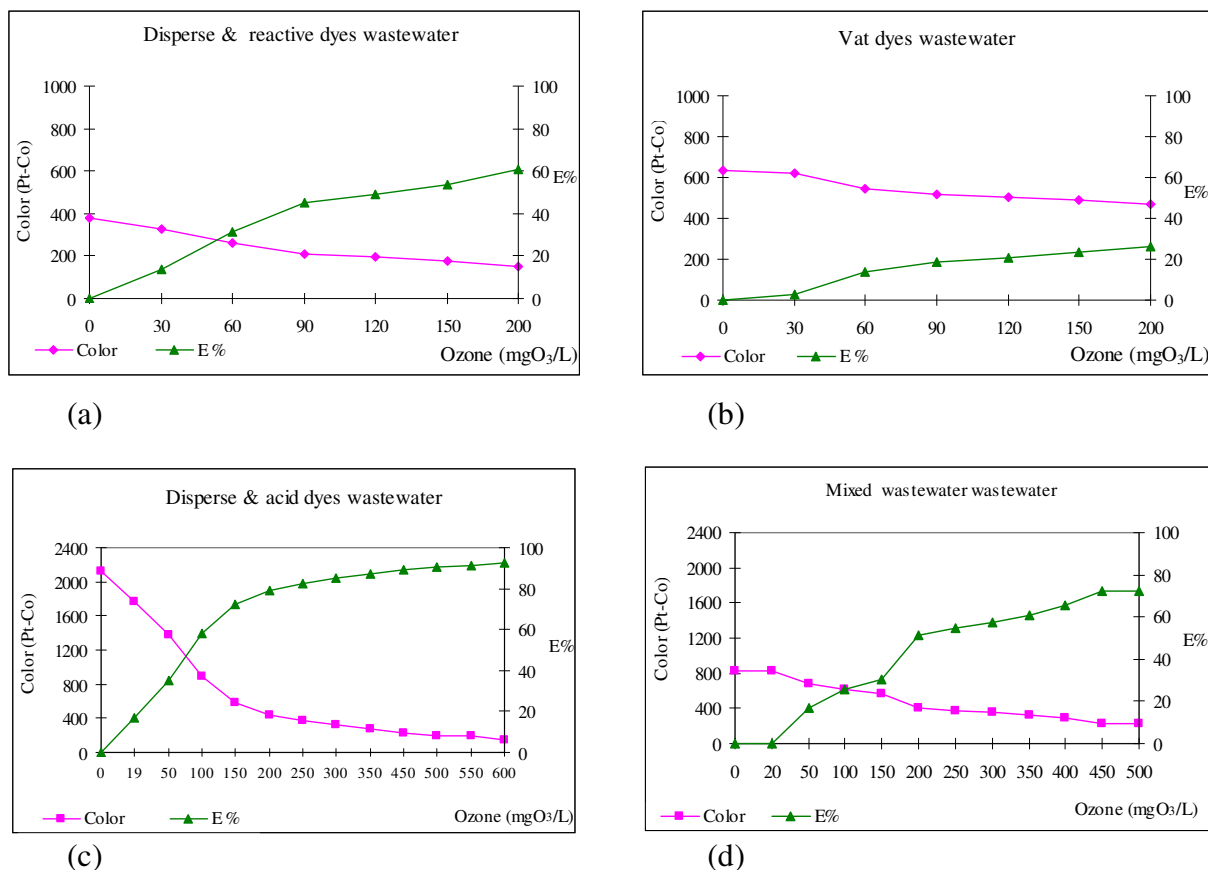 Disperse & reactive dyes wastewater
1000
800
600
400
200
0
100
80
60
40
20
0
Color (Pt-Co)
E%
0 30 60 90 120 150 200
Color E %
Ozone (mgO3/L)
(a)
Vat dyes wastewater
1000
800
600
400
200
0
100
80
60
40
20
0
Color (Pt-Co)
E%
0 30 60 90 120 150 200
Color E %
Ozone (mgO3/L)
(b)
Disperse & acid dyes wastewater
2400
2000
1600
1200
800
400
0
100
80
60
40
20
0
Color (Pt-Co)
E%
0 19 50 100 150 200 250 300 350 450 500 550 600
Color E %
Ozone (mgO3/L)
(c)
Mixed wastewater wastewater
2400
2000
1600
1200
800
400
0
100
80
60
40
20
0
Color (Pt-Co)
E%
0 20 50 100 150 200 250 300 350 400 450 500
Color E%
Ozone (mgO3/L)
(d)